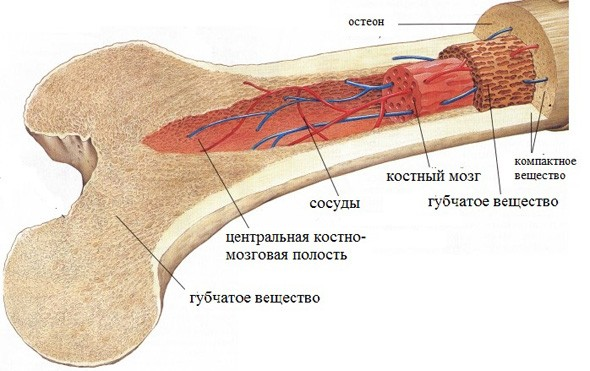 остеон
компактное
вещество
костный мозг
губчатое вещество
сосуды
центральная костно-
мозговая полость
губчатое вещество